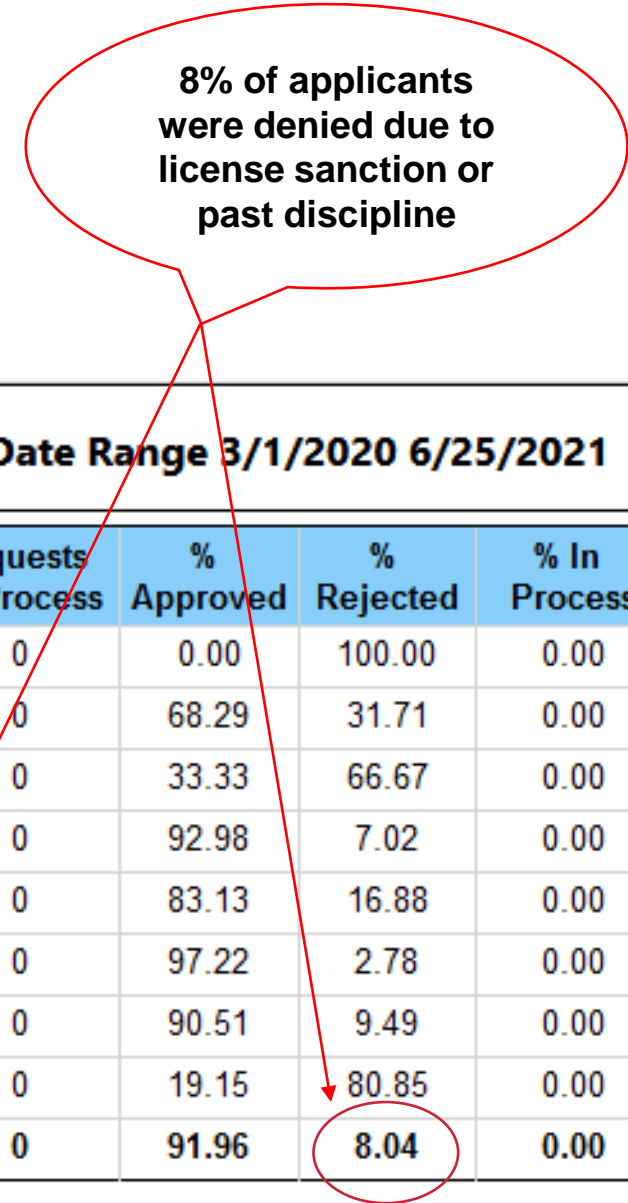 8% of applicants
were denied due to
license sanction or
past discipline
Date Range 3/1/2020 6/25/2021
quests % % % In
rocess Approved Rejected Process
0 0.00 100.00 0.00
0 68.29 31.71 0.00
0 33.33 66.67 0.00
0 92.98 7.02 0.00
0 83.13 16.88 0.00
0 97.22 2.78 0.00
0 90.51 9.49 0.00
0 19.15 80.85 0.00
0 91.96 8.04 0.00